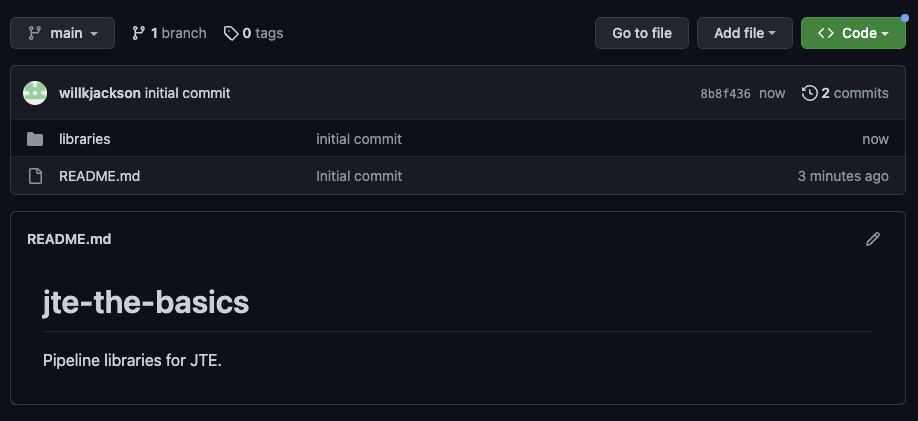 main 1 branch 0 tags Go to file Add file Code
willkjackson initial commit 8b8f436 now 2 commits
libraries initial commit now
README.md Initial commit 3 minutes ago
README.md
jte-the-basics
Pipeline libraries for JTE.